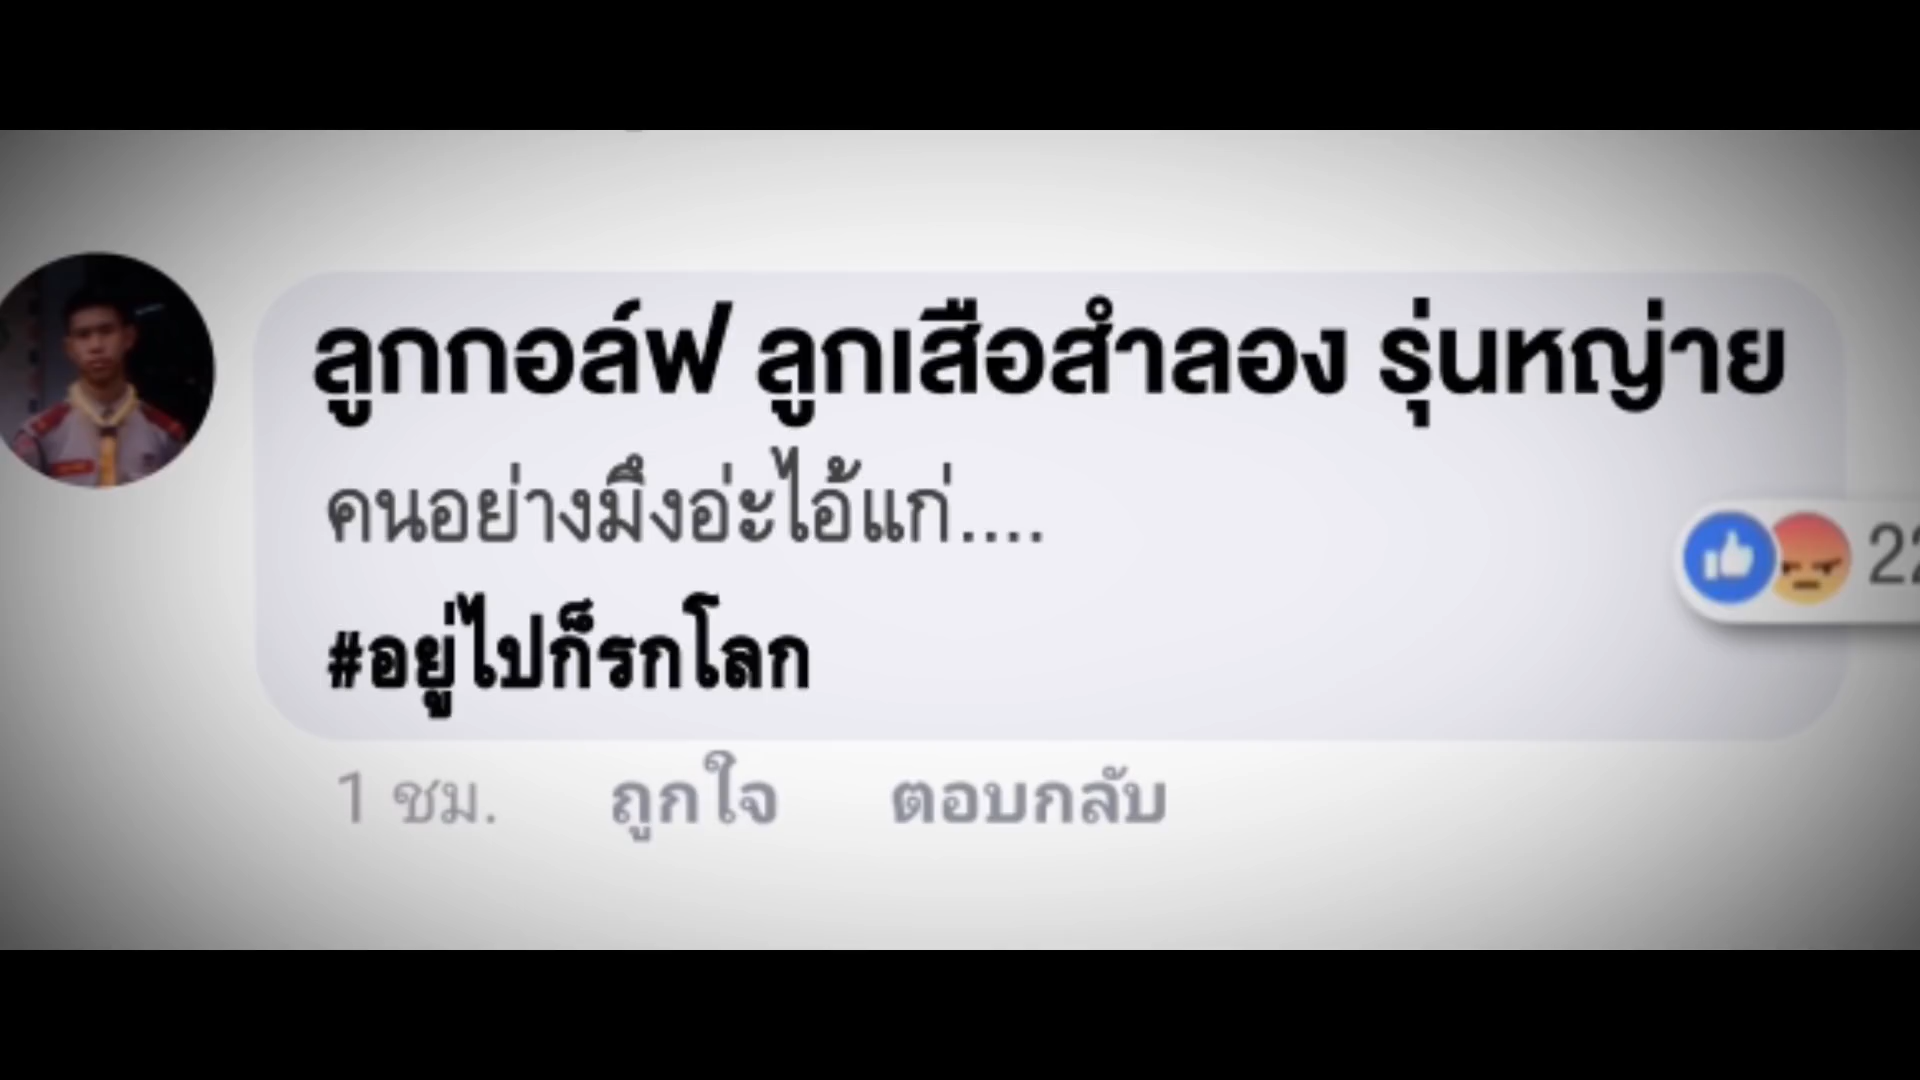 ลูกกอล์ฟ ลูกเสือสำลอง รุ่นหญ่าย
คนอย่างมึงอ่ะไอ้แก่....
22
#อยู่ไปก็รกโลก
1 ชม. ถูกใจ ตอบกลับ